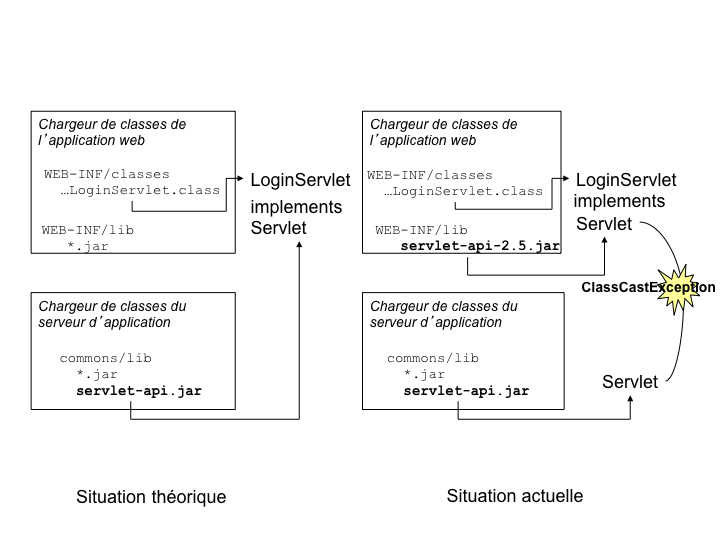 Chargeur de classes de
l’application web
WEB-INF/classes
…LoginServlet.class
WEB-INF/lib
*.jar
LoginServlet
implements
Servlet
Chargeur de classes du
serveur d’application
commons/lib
*.jar
servlet-api.jar
Situation théorique
Chargeur de classes de
l’application web
WEB-INF/classes
…LoginServlet.class
WEB-INF/lib
servlet-api-2.5.jar
LoginServlet
implements
Servlet
ClassCastException
Chargeur de classes du
serveur d’application
commons/lib
*.jar
servlet-api.jar
Servlet
Situation actuelle